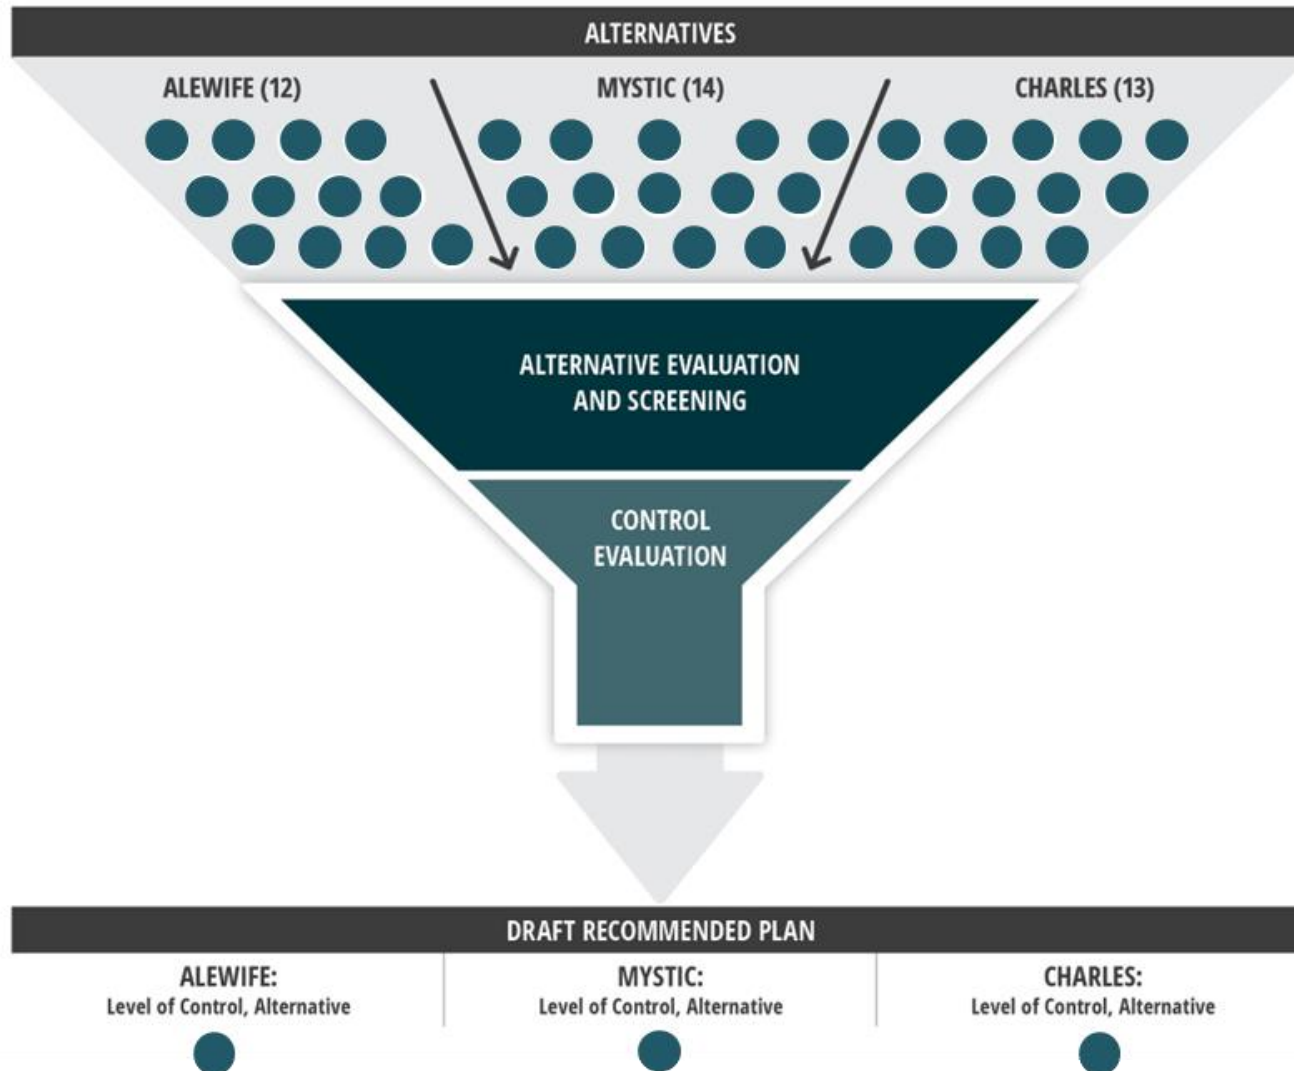 ALTERNATIVES
ALEWIFE (12)
MYSTIC (14)
CHARLES (13)
ALTERNATIVE EVALUATION
AND SCREENING
CONTROL
EVALUATION
DRAFT RECOMMENDED PLAN
ALEWIFE:
Level of Control, Alternative
MYSTIC:
Level of Control, Alternative
CHARLES:
Level of Control, Alternative